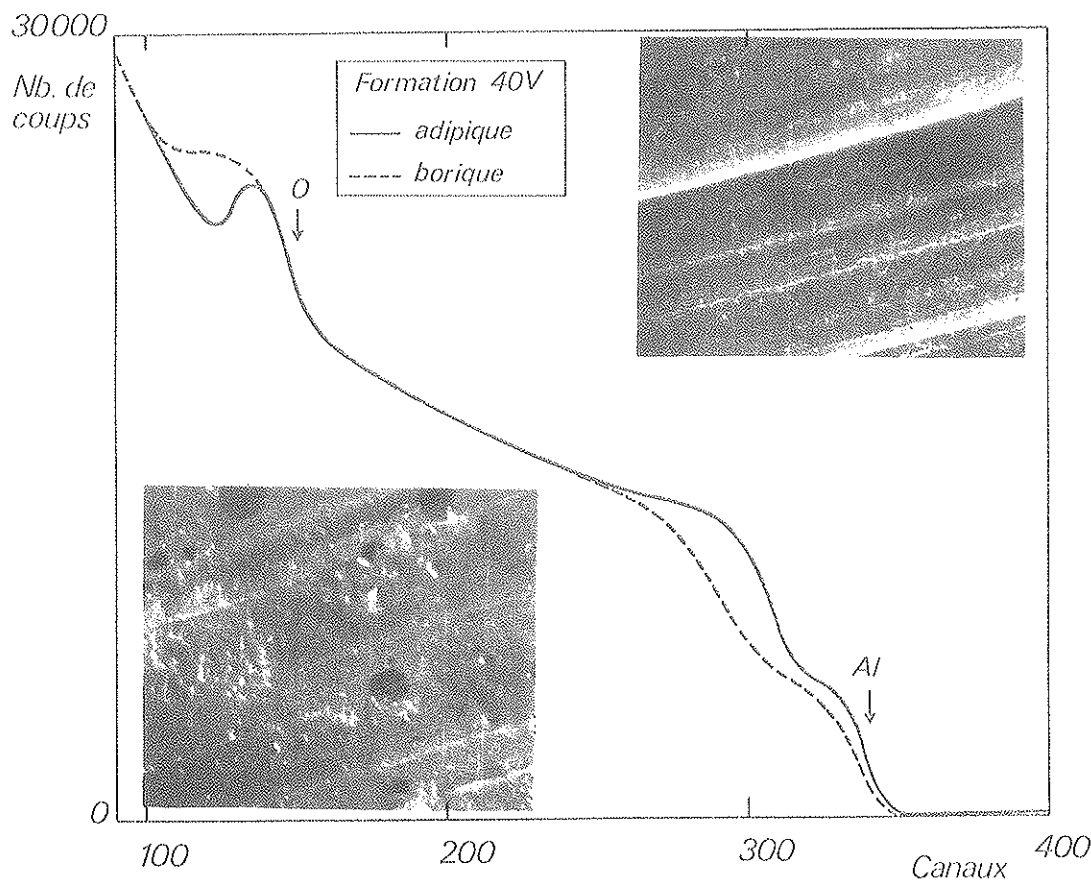 30000
Nb. de
coups
Formation 40V
adipique
borique
O
Al
0
100
200
300
400
Canaux